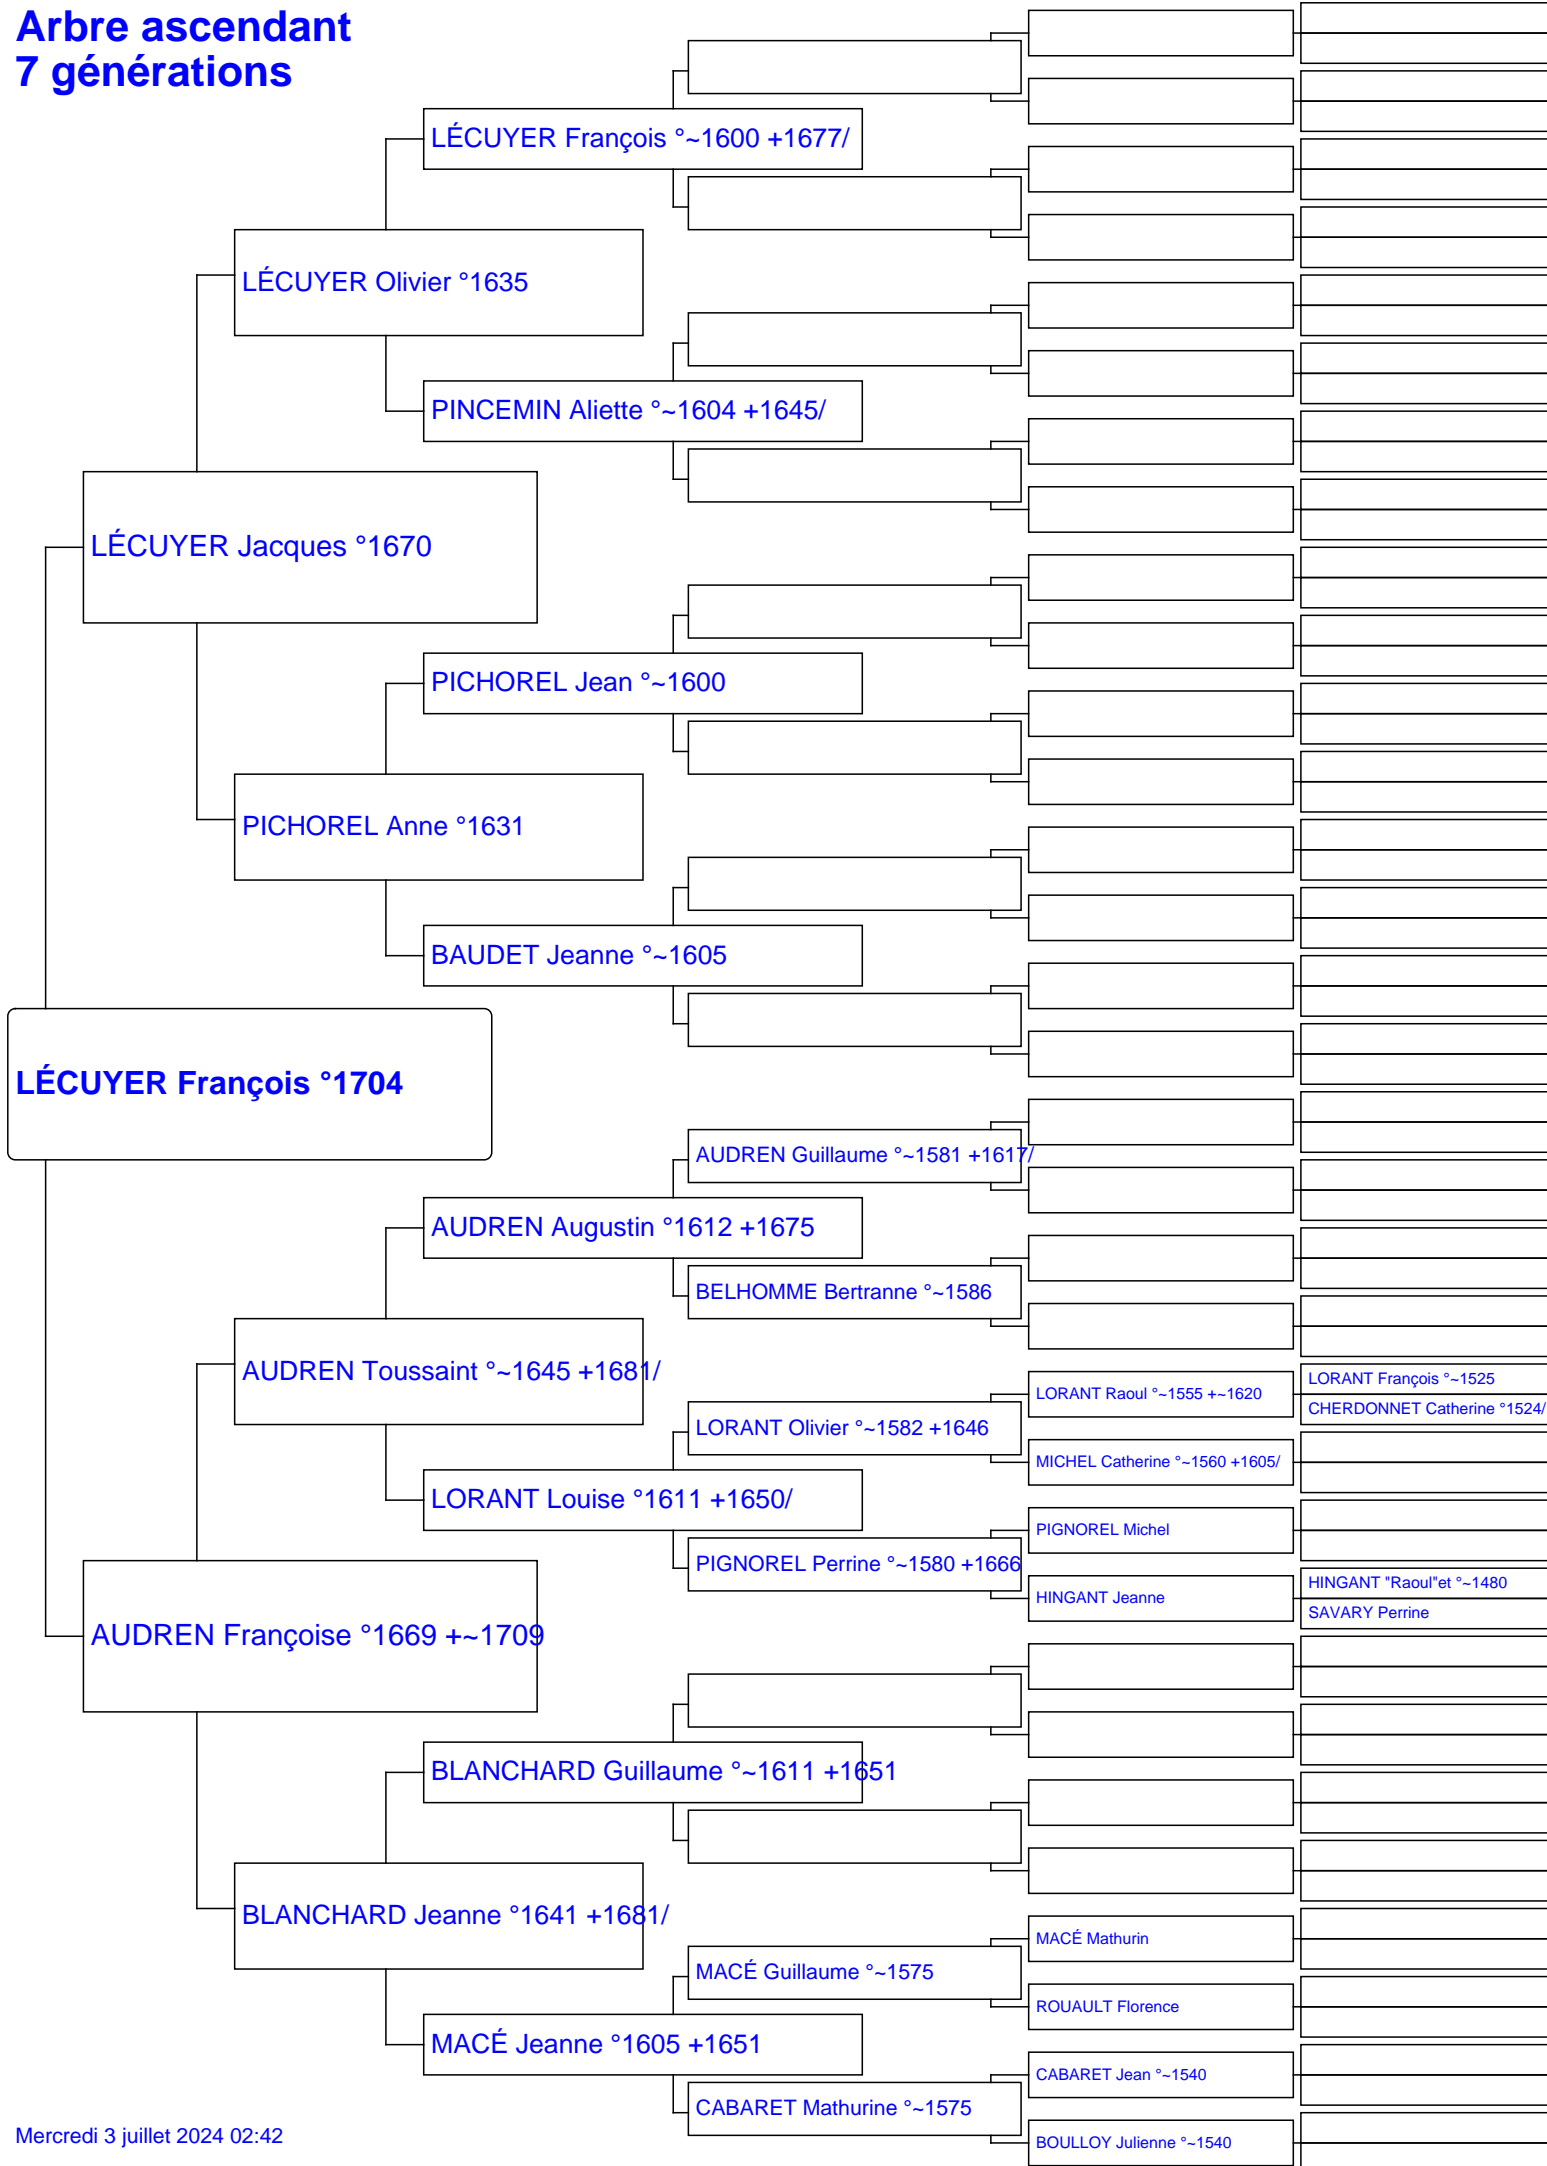 Arbre ascendant
7 générations
LÉCUYER François °~1600 +1677/
LÉCUYER Olivier °1635
PINCEMIN Aliette °~1604 +1645/
LÉCUYER Jacques °1670
PICHOREL Jean °~1600
PICHOREL Anne °1631
BAUDET Jeanne °~1605
LÉCUYER François °1704
AUDREN Guillaume °~1581 +1617/
AUDREN Augustin °1612 +1675
BELHOMME Bertranne °~1586
AUDREN Toussaint °~1645 +1681/
LORANT François °~1525
LORANT Raoul °~1555 +~1620
CHERDONNET Catherine °1524/
LORANT Olivier °~1582 +1646
MICHEL Catherine °~1560 +1605/
LORANT Louise °1611 +1650/
PIGNOREL Michel
PIGNOREL Perrine °~1580 +1666
HINGANT "Raoul"et °~1480
HINGANT Jeanne
SAVARY Perrine
AUDREN Françoise °1669 +~1709
BLANCHARD Guillaume °~1611 +1651
BLANCHARD Jeanne °1641 +1681/
MACÉ Mathurin
MACÉ Guillaume °~1575
ROUAULT Florence
MACÉ Jeanne °1605 +1651
CABARET Jean °~1540
CABARET Mathurine °~1575
BOULLOY Julienne °~1540
Mercredi 3 juillet 2024 02:42